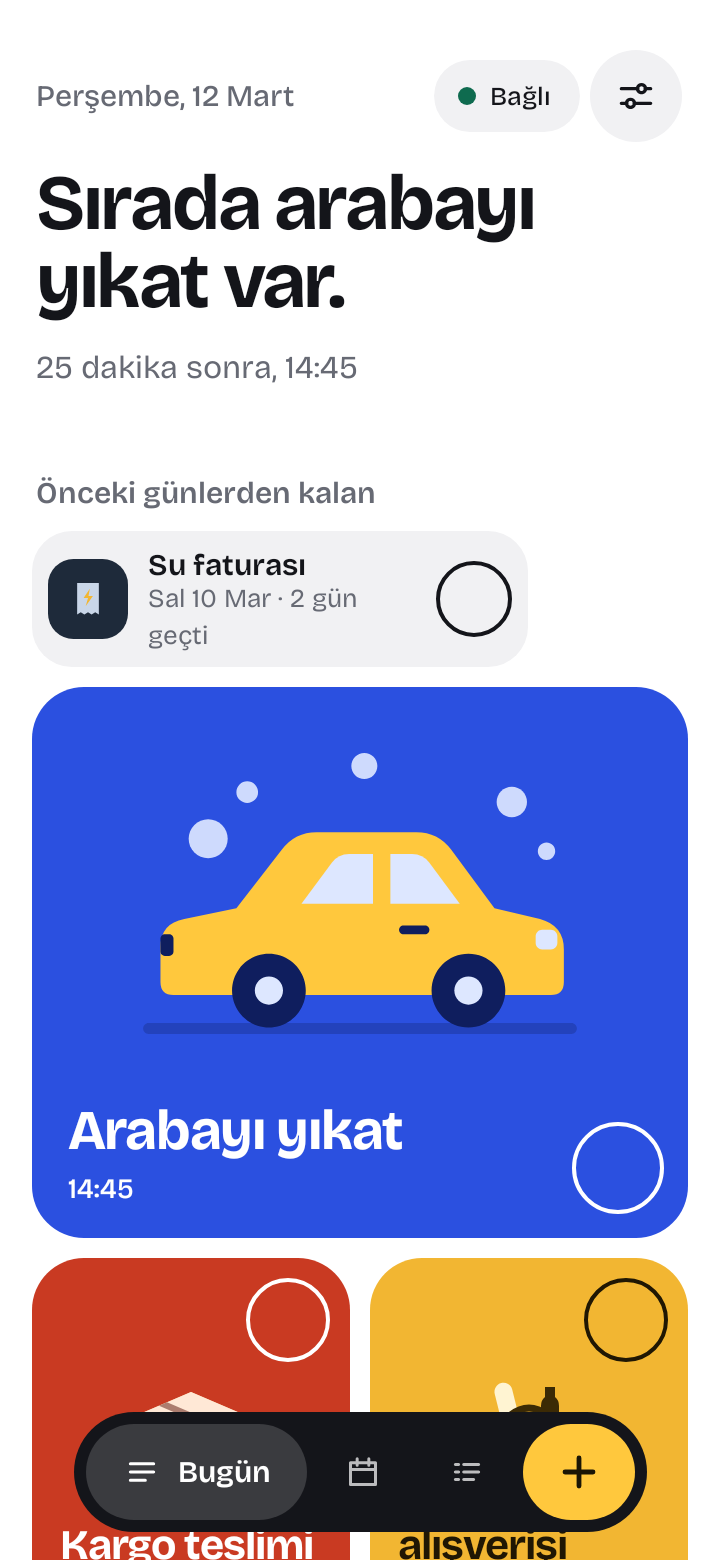 Perşembe, 12 Mart
Bağlı
Sırada arabayı
yıkat var.
25 dakika sonra, 14:45
Önceki günlerden kalan
Su faturası
Sal 10 Mar · 2 gün
geçti
Arabayı yıkat
14:45
Bugün
Kargo teslimi
alışverişi